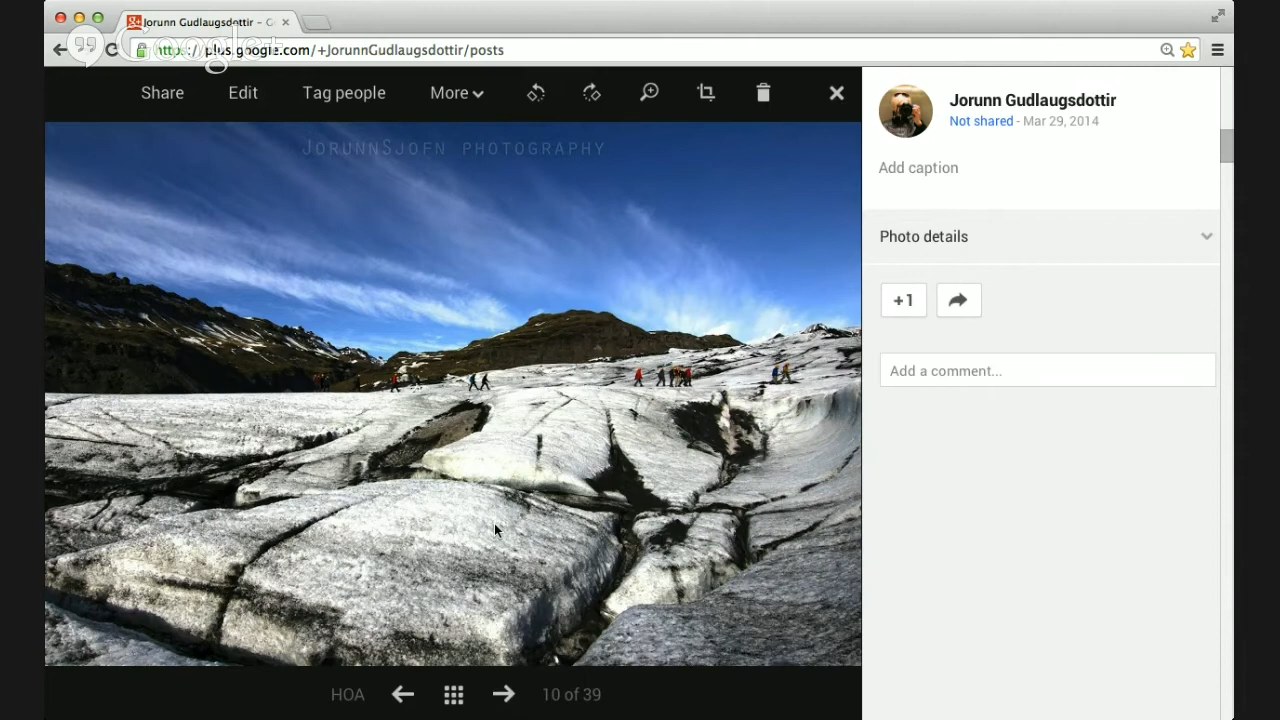 Jorunn Gudlaugsdottir - G
Google+
https://plus.google.com/+JorunnGudlaugsdottir/posts
Share
Edit
Tag people
More
JorunnSjofn photography
Jorunn Gudlaugsdottir
Not shared - Mar 29, 2014
Add caption
Photo details
+1
Add a comment...
HOA
10 of 39